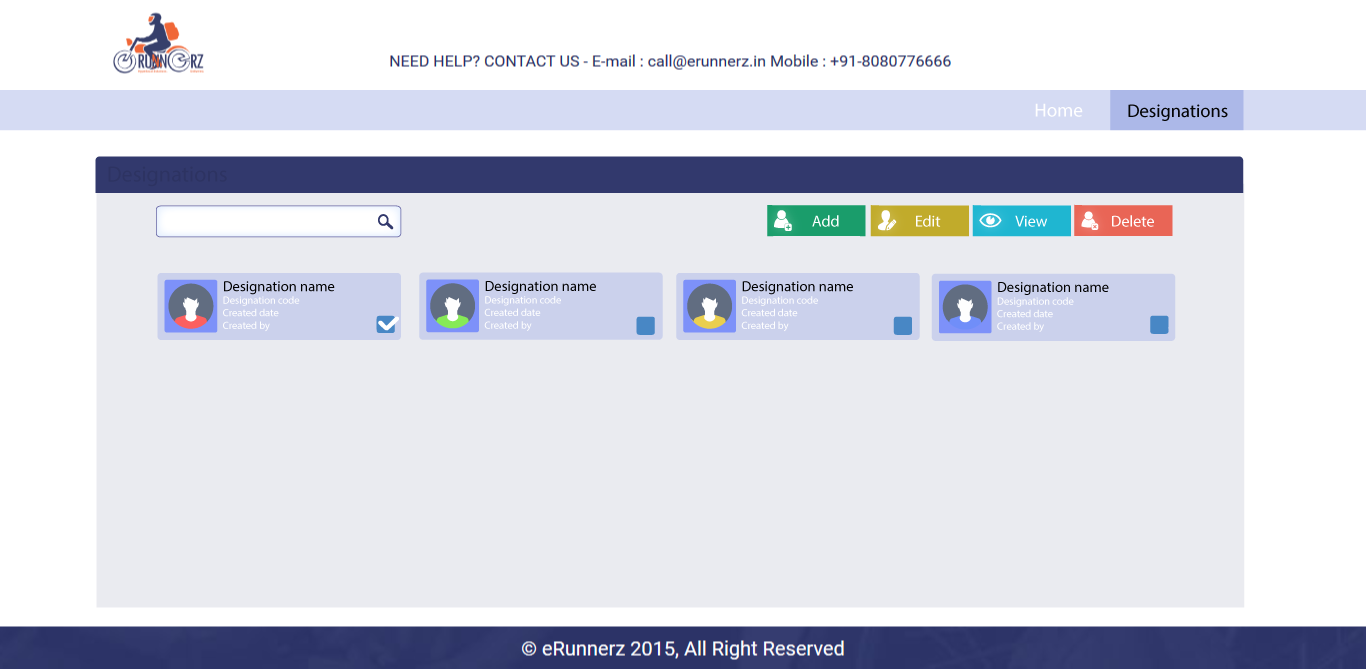 RUNNERZ
NEED HELP? CONTACT US - E-mail : call@erunnerz.in Mobile : +91-8080776666
Home
Designations
Designations
Add
Edit
View
Delete
Designation name
Designation code
Created date
Created by
Designation name
Designation code
Created date
Created by
Designation name
Designation code
Created date
Created by
Designation name
Designation code
Created date
Created by
© eRunnerz 2015, All Right Reserved